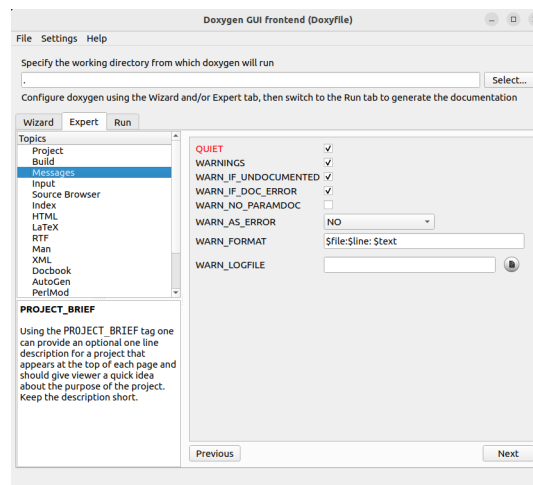 Doxygen GUI frontend (Doxyfile)
File Settings Help
Specify the working directory from which doxygen will run
. Select...
Configure doxygen using the Wizard and/or Expert tab, then switch to the Run tab to generate the documentation
Wizard Expert Run
Topics
Project
Build
Messages
Input
Source Browser
Index
HTML
LaTeX
RTF
Man
XML
Docbook
AutoGen
PerlMod
PROJECT_BRIEF
Using the PROJECT_BRIEF tag one
can provide an optional one line
description for a project that
appears at the top of each page and
should give viewer a quick idea
about the purpose of the project.
Keep the description short.
QUIET
WARNINGS
WARN_IF_UNDOCUMENTED
WARN_IF_DOC_ERROR
WARN_NO_PARAMDOC
WARN_AS_ERROR NO
WARN_FORMAT $file:$line: $text
WARN_LOGFILE
Previous Next